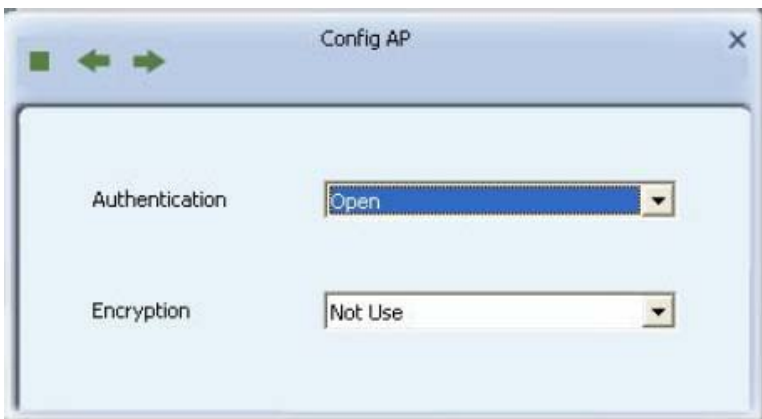 Config AP
Authentication
Open
Encryption
Not Use